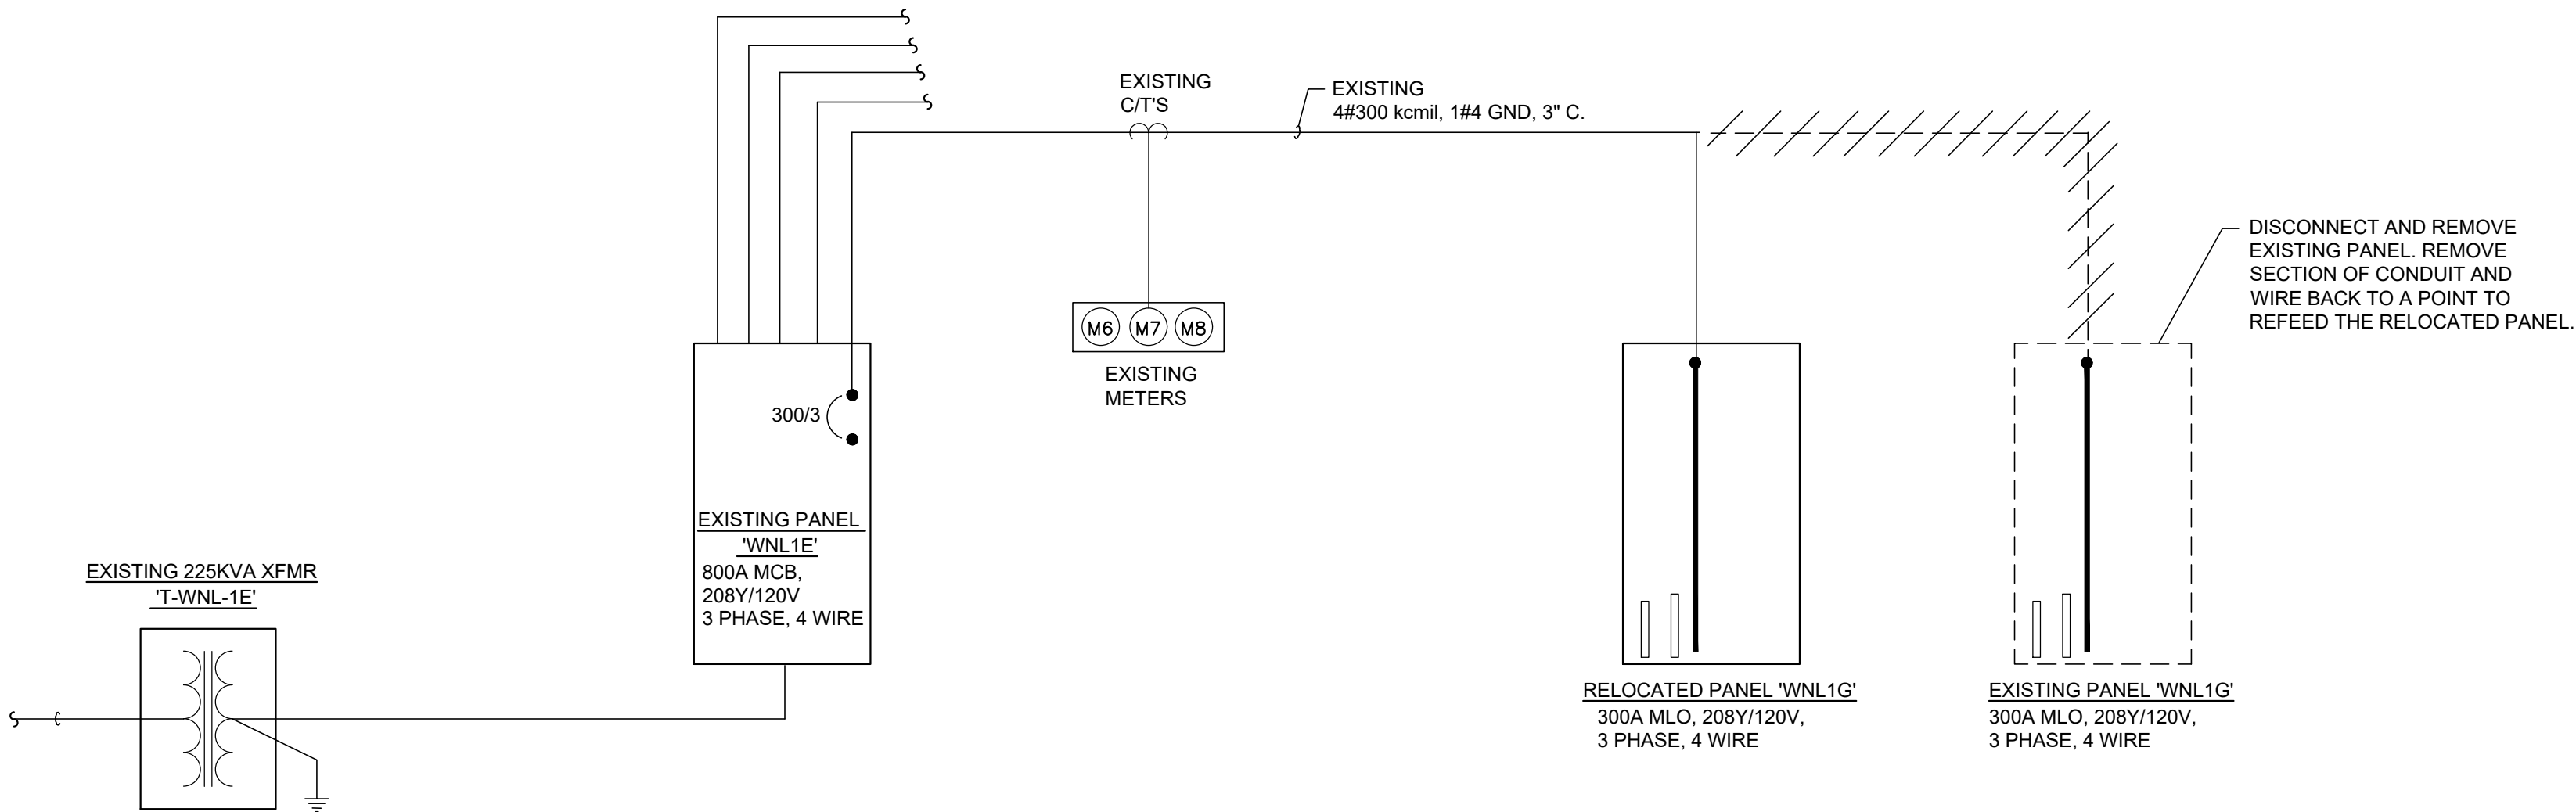 EXISTING
C/T'S
EXISTING
4#300 kcmil, 1#4 GND, 3" C.
DISCONNECT AND REMOVE
EXISTING PANEL. REMOVE
SECTION OF CONDUIT AND
WIRE BACK TO A POINT TO
REFEED THE RELOCATED PANEL.
M6 M7 M8
EXISTING
METERS
300/3
EXISTING PANEL
'WNL1E'
800A MCB,
208Y/120V
3 PHASE, 4 WIRE
EXISTING 225KVA XFMR
'T-WNL-1E'
RELOCATED PANEL 'WNL1G'
300A MLO, 208Y/120V,
3 PHASE, 4 WIRE
EXISTING PANEL 'WNL1G'
300A MLO, 208Y/120V,
3 PHASE, 4 WIRE